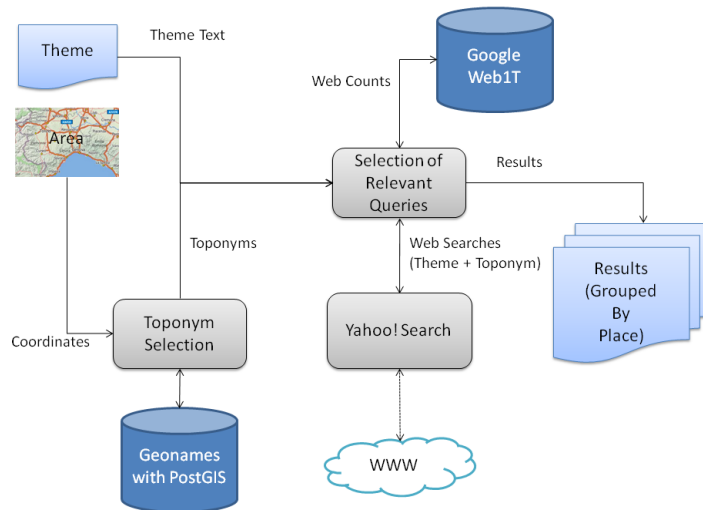 Theme
Theme Text
Google
Web1T
Web Counts
Area
Selection of
Relevant
Queries
Results
Toponyms
Web Searches
(Theme + Toponym)
Results
(Grouped
By
Place)
Coordinates
Toponym
Selection
Yahoo! Search
Geonames
with PostGIS
WWW